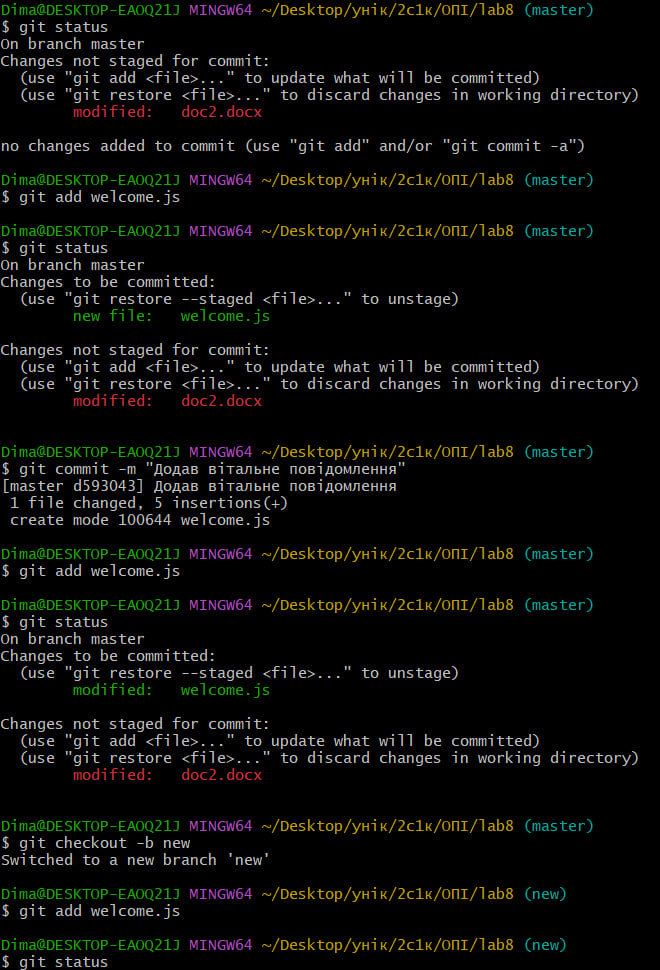 Dima@DESKTOP-EAOQ21J MINGW64 ~/Desktop/унік/2с1к/ОПІ/lab8 (master)
$ git status
On branch master
Changes not staged for commit:
  (use "git add <file>..." to update what will be committed)
  (use "git restore <file>..." to discard changes in working directory)
        modified:   doc2.docx

no changes added to commit (use "git add" and/or "git commit -a")

Dima@DESKTOP-EAOQ21J MINGW64 ~/Desktop/унік/2с1к/ОПІ/lab8 (master)
$ git add welcome.js

Dima@DESKTOP-EAOQ21J MINGW64 ~/Desktop/унік/2с1к/ОПІ/lab8 (master)
$ git status
On branch master
Changes to be committed:
  (use "git restore --staged <file>..." to unstage)
        new file:   welcome.js

Changes not staged for commit:
  (use "git add <file>..." to update what will be committed)
  (use "git restore <file>..." to discard changes in working directory)
        modified:   doc2.docx

Dima@DESKTOP-EAOQ21J MINGW64 ~/Desktop/унік/2с1к/ОПІ/lab8 (master)
$ git commit -m "Додав вітальне повідомлення"
[master d593043] Додав вітальне повідомлення
 1 file changed, 5 insertions(+)
 create mode 100644 welcome.js

Dima@DESKTOP-EAOQ21J MINGW64 ~/Desktop/унік/2с1к/ОПІ/lab8 (master)
$ git add welcome.js

Dima@DESKTOP-EAOQ21J MINGW64 ~/Desktop/унік/2с1к/ОПІ/lab8 (master)
$ git status
On branch master
Changes to be committed:
  (use "git restore --staged <file>..." to unstage)
        modified:   welcome.js

Changes not staged for commit:
  (use "git add <file>..." to update what will be committed)
  (use "git restore <file>..." to discard changes in working directory)
        modified:   doc2.docx

Dima@DESKTOP-EAOQ21J MINGW64 ~/Desktop/унік/2с1к/ОПІ/lab8 (master)
$ git checkout -b new
Switched to a new branch 'new'

Dima@DESKTOP-EAOQ21J MINGW64 ~/Desktop/унік/2с1к/ОПІ/lab8 (new)
$ git add welcome.js

Dima@DESKTOP-EAOQ21J MINGW64 ~/Desktop/унік/2с1к/ОПІ/lab8 (new)
$ git status